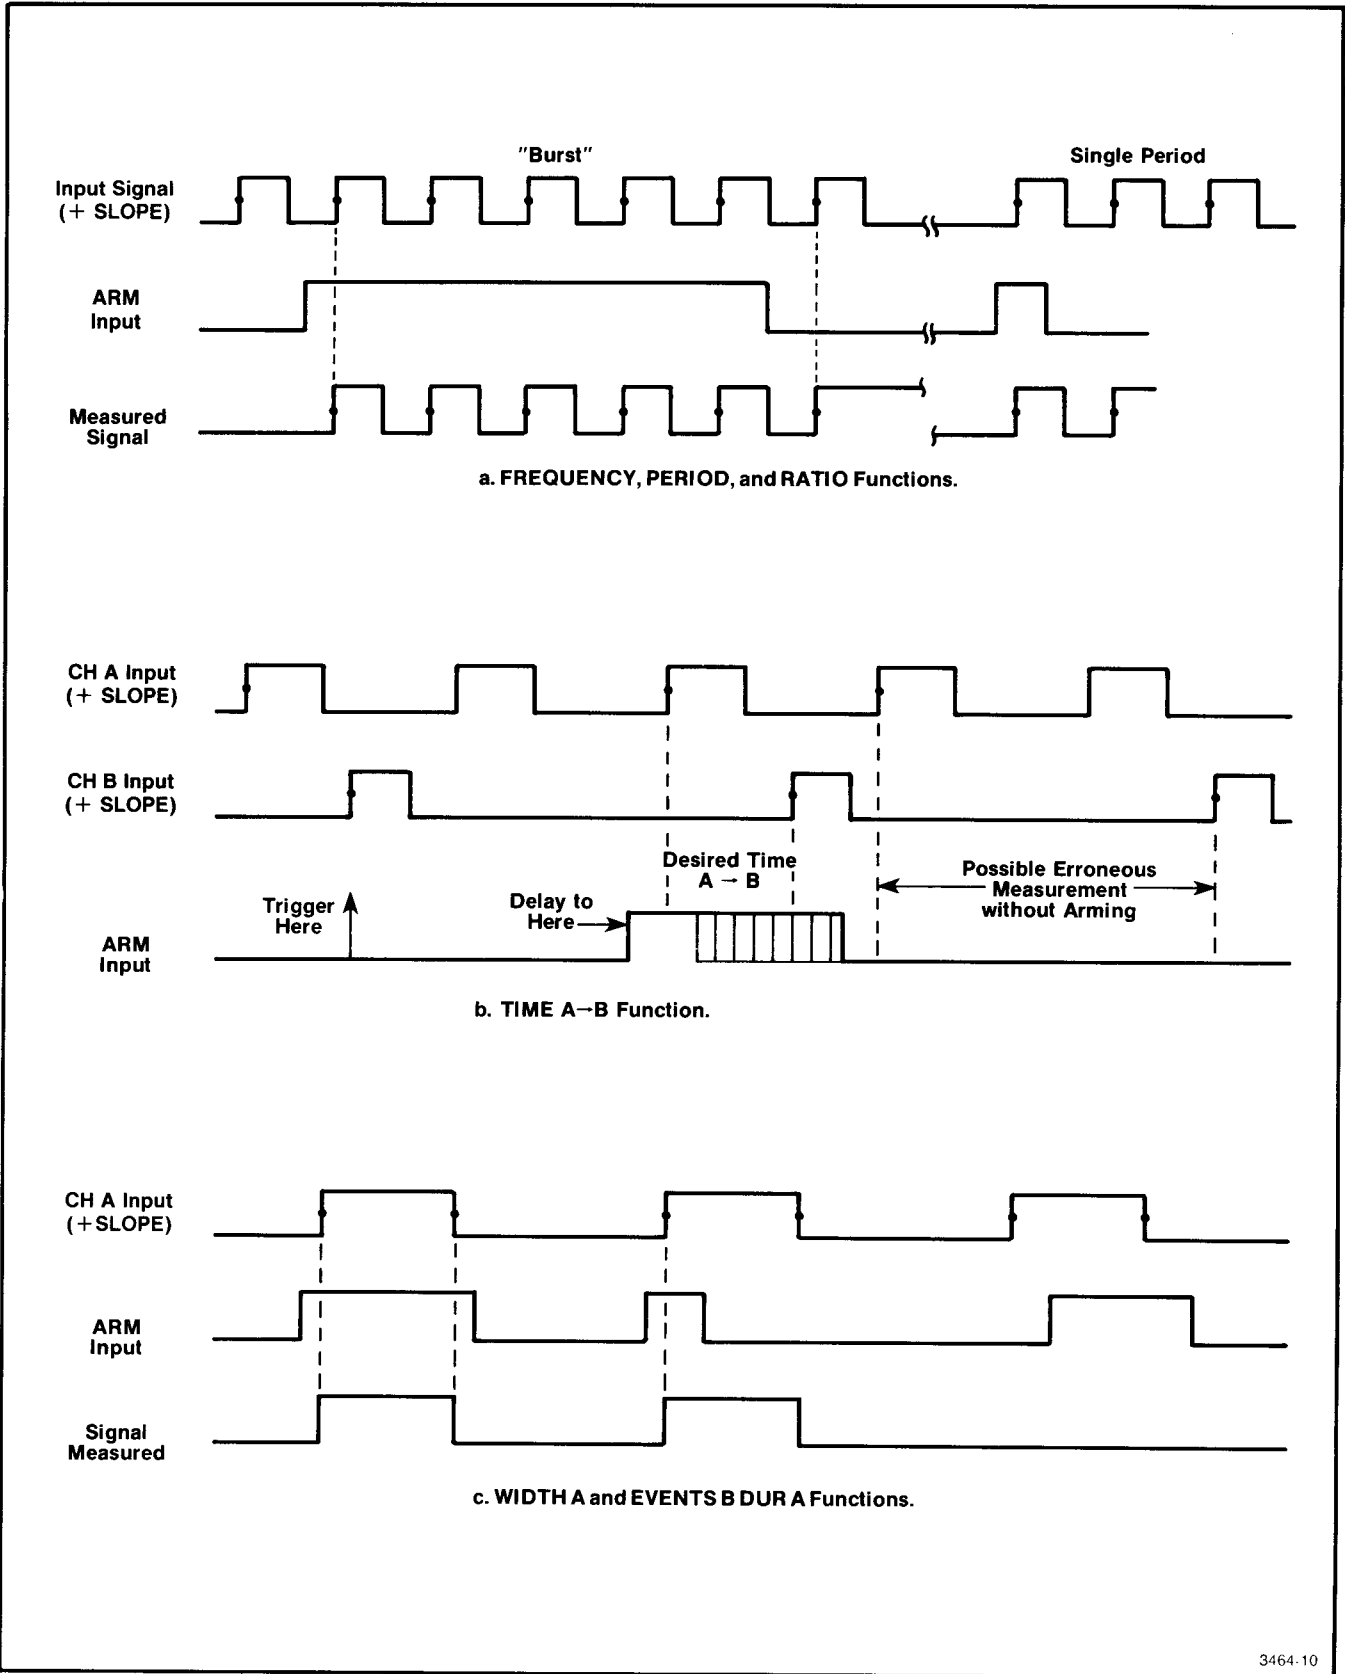 "Burst"
Single Period
Input Signal
(+ SLOPE)
ARM
Input
Measured
Signal
a. FREQUENCY, PERIOD, and RATIO Functions.
CH A Input
(+ SLOPE)
CH B Input
(+ SLOPE)
Desired Time
A → B
Possible Erroneous
Measurement
without Arming
Trigger
Here
Delay to
Here
ARM
Input
b. TIME A→B Function.
CH A Input
(+SLOPE)
ARM
Input
Signal
Measured
c. WIDTH A and EVENTS B DUR A Functions.
3464-10